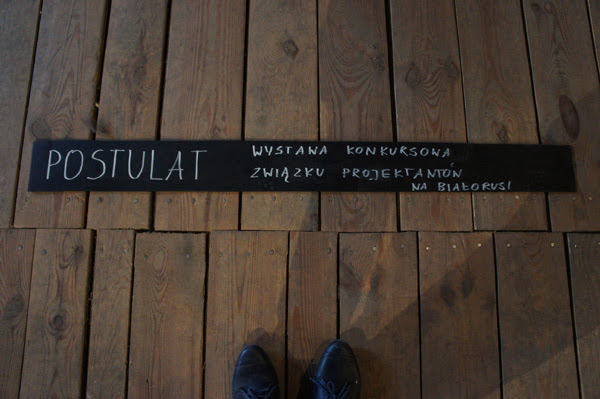 POSTULAT
WYSTAWA KONKURSOWA
ZWIĄZKU PROJEKTANTÓW
NA BIAŁORUSI